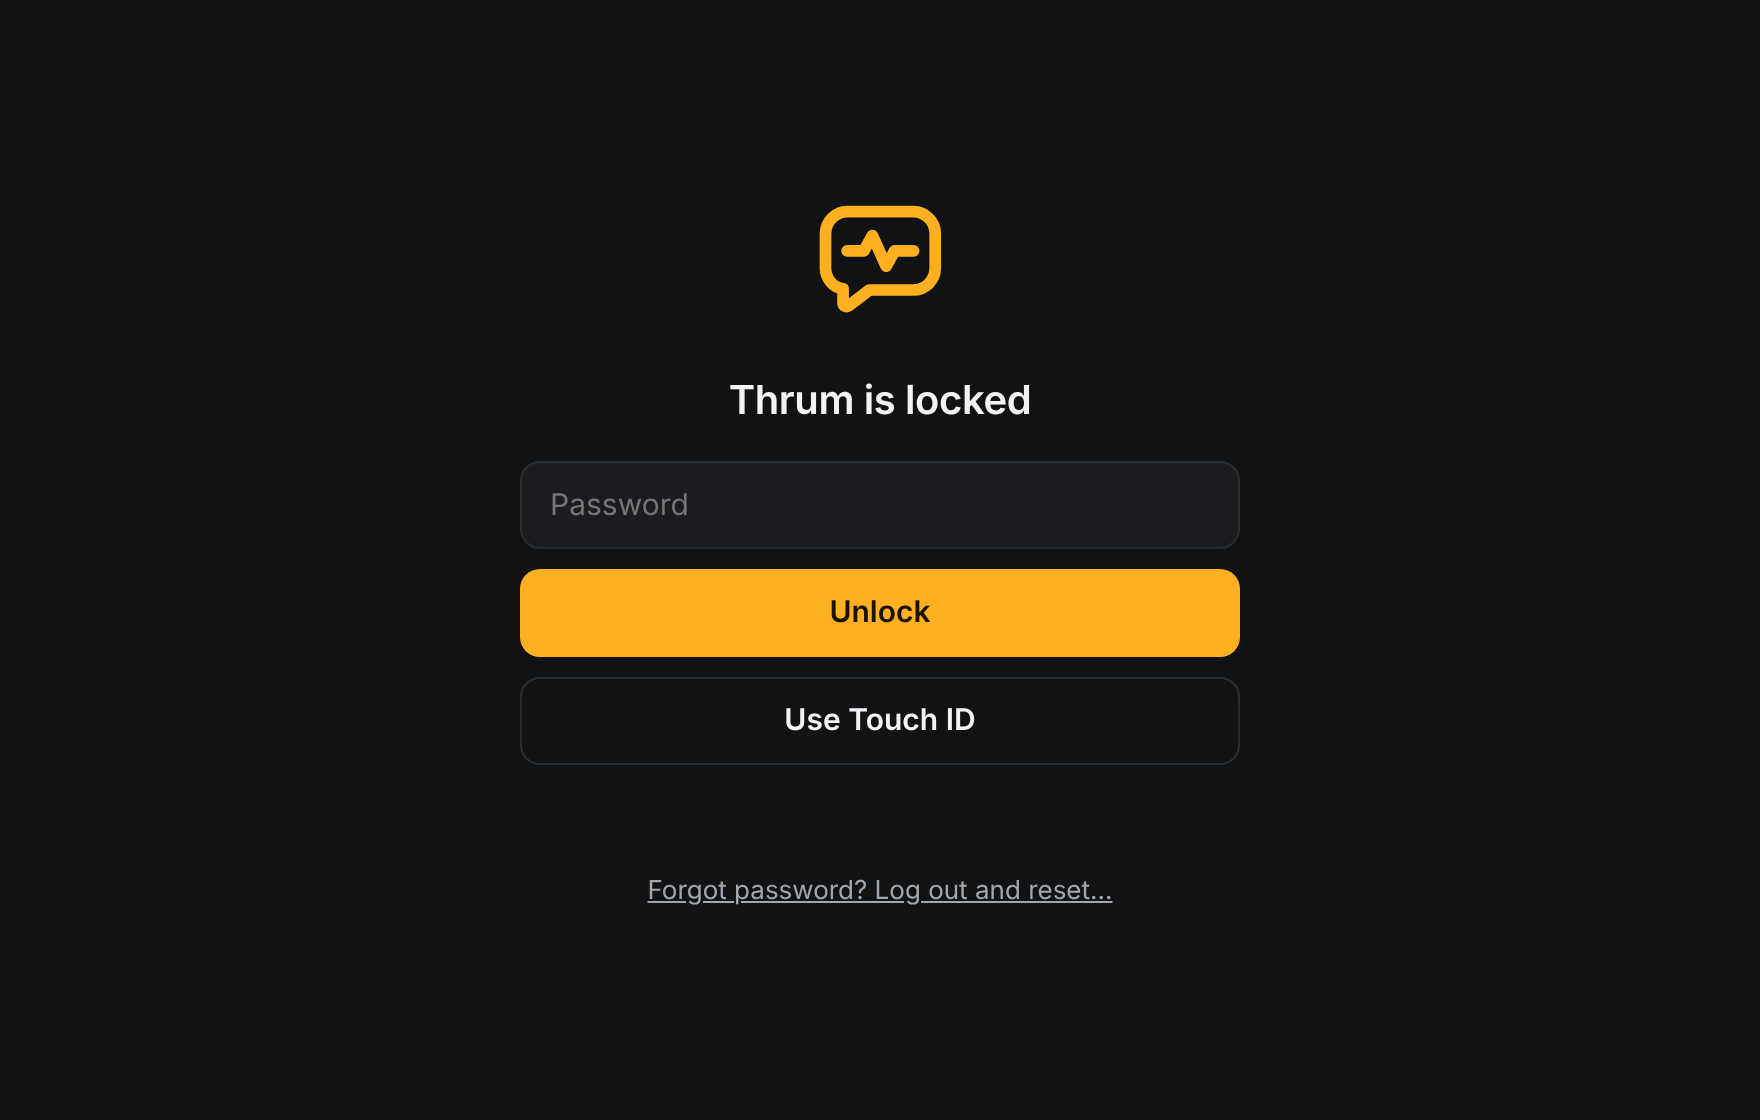 Thrum is locked
Password
Unlock
Use Touch ID
Forgot password? Log out and reset...